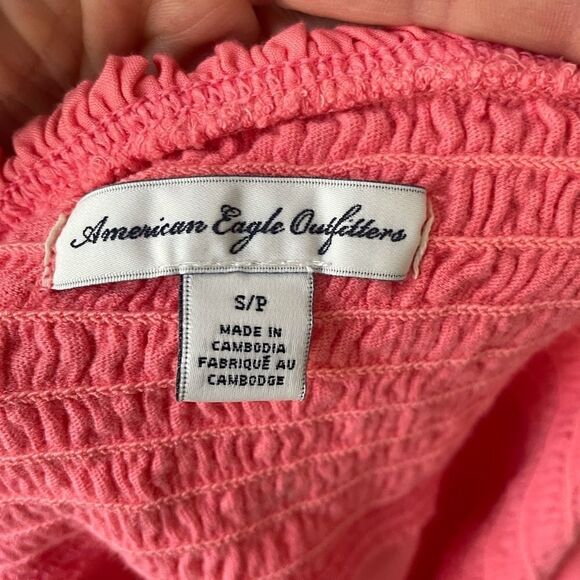 American Eagle Outfitters
S/P
MADE IN
CAMBODIA
FABRIQUÉ AU
CAMBODGE